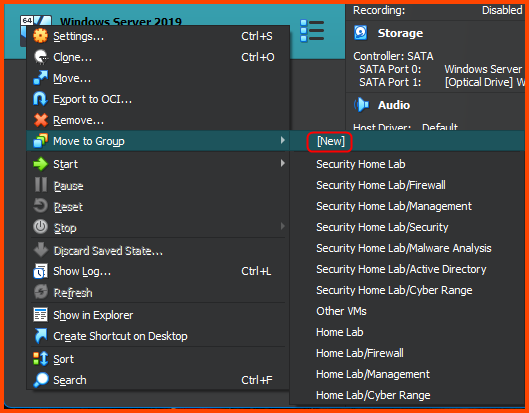 64
Windows Server 2019
Settings... Ctrl+S
Clone... Ctrl+O
Move...
Export to OCI...
Remove...
Move to Group
Start
Pause
Reset
Stop
Discard Saved State...
Show Log... Ctrl+L
Refresh
Show in Explorer
Create Shortcut on Desktop
Sort
Search Ctrl+F
Recording: Disabled
Storage
Controller: SATA
SATA Port 0: Windows Server
SATA Port 1: [Optical Drive] W
Audio
Host Driver: Default
[New]
Security Home Lab
Security Home Lab/Firewall
Security Home Lab/Management
Security Home Lab/Security
Security Home Lab/Malware Analysis
Security Home Lab/Active Directory
Security Home Lab/Cyber Range
Other VMs
Home Lab
Home Lab/Firewall
Home Lab/Management
Home Lab/Cyber Range